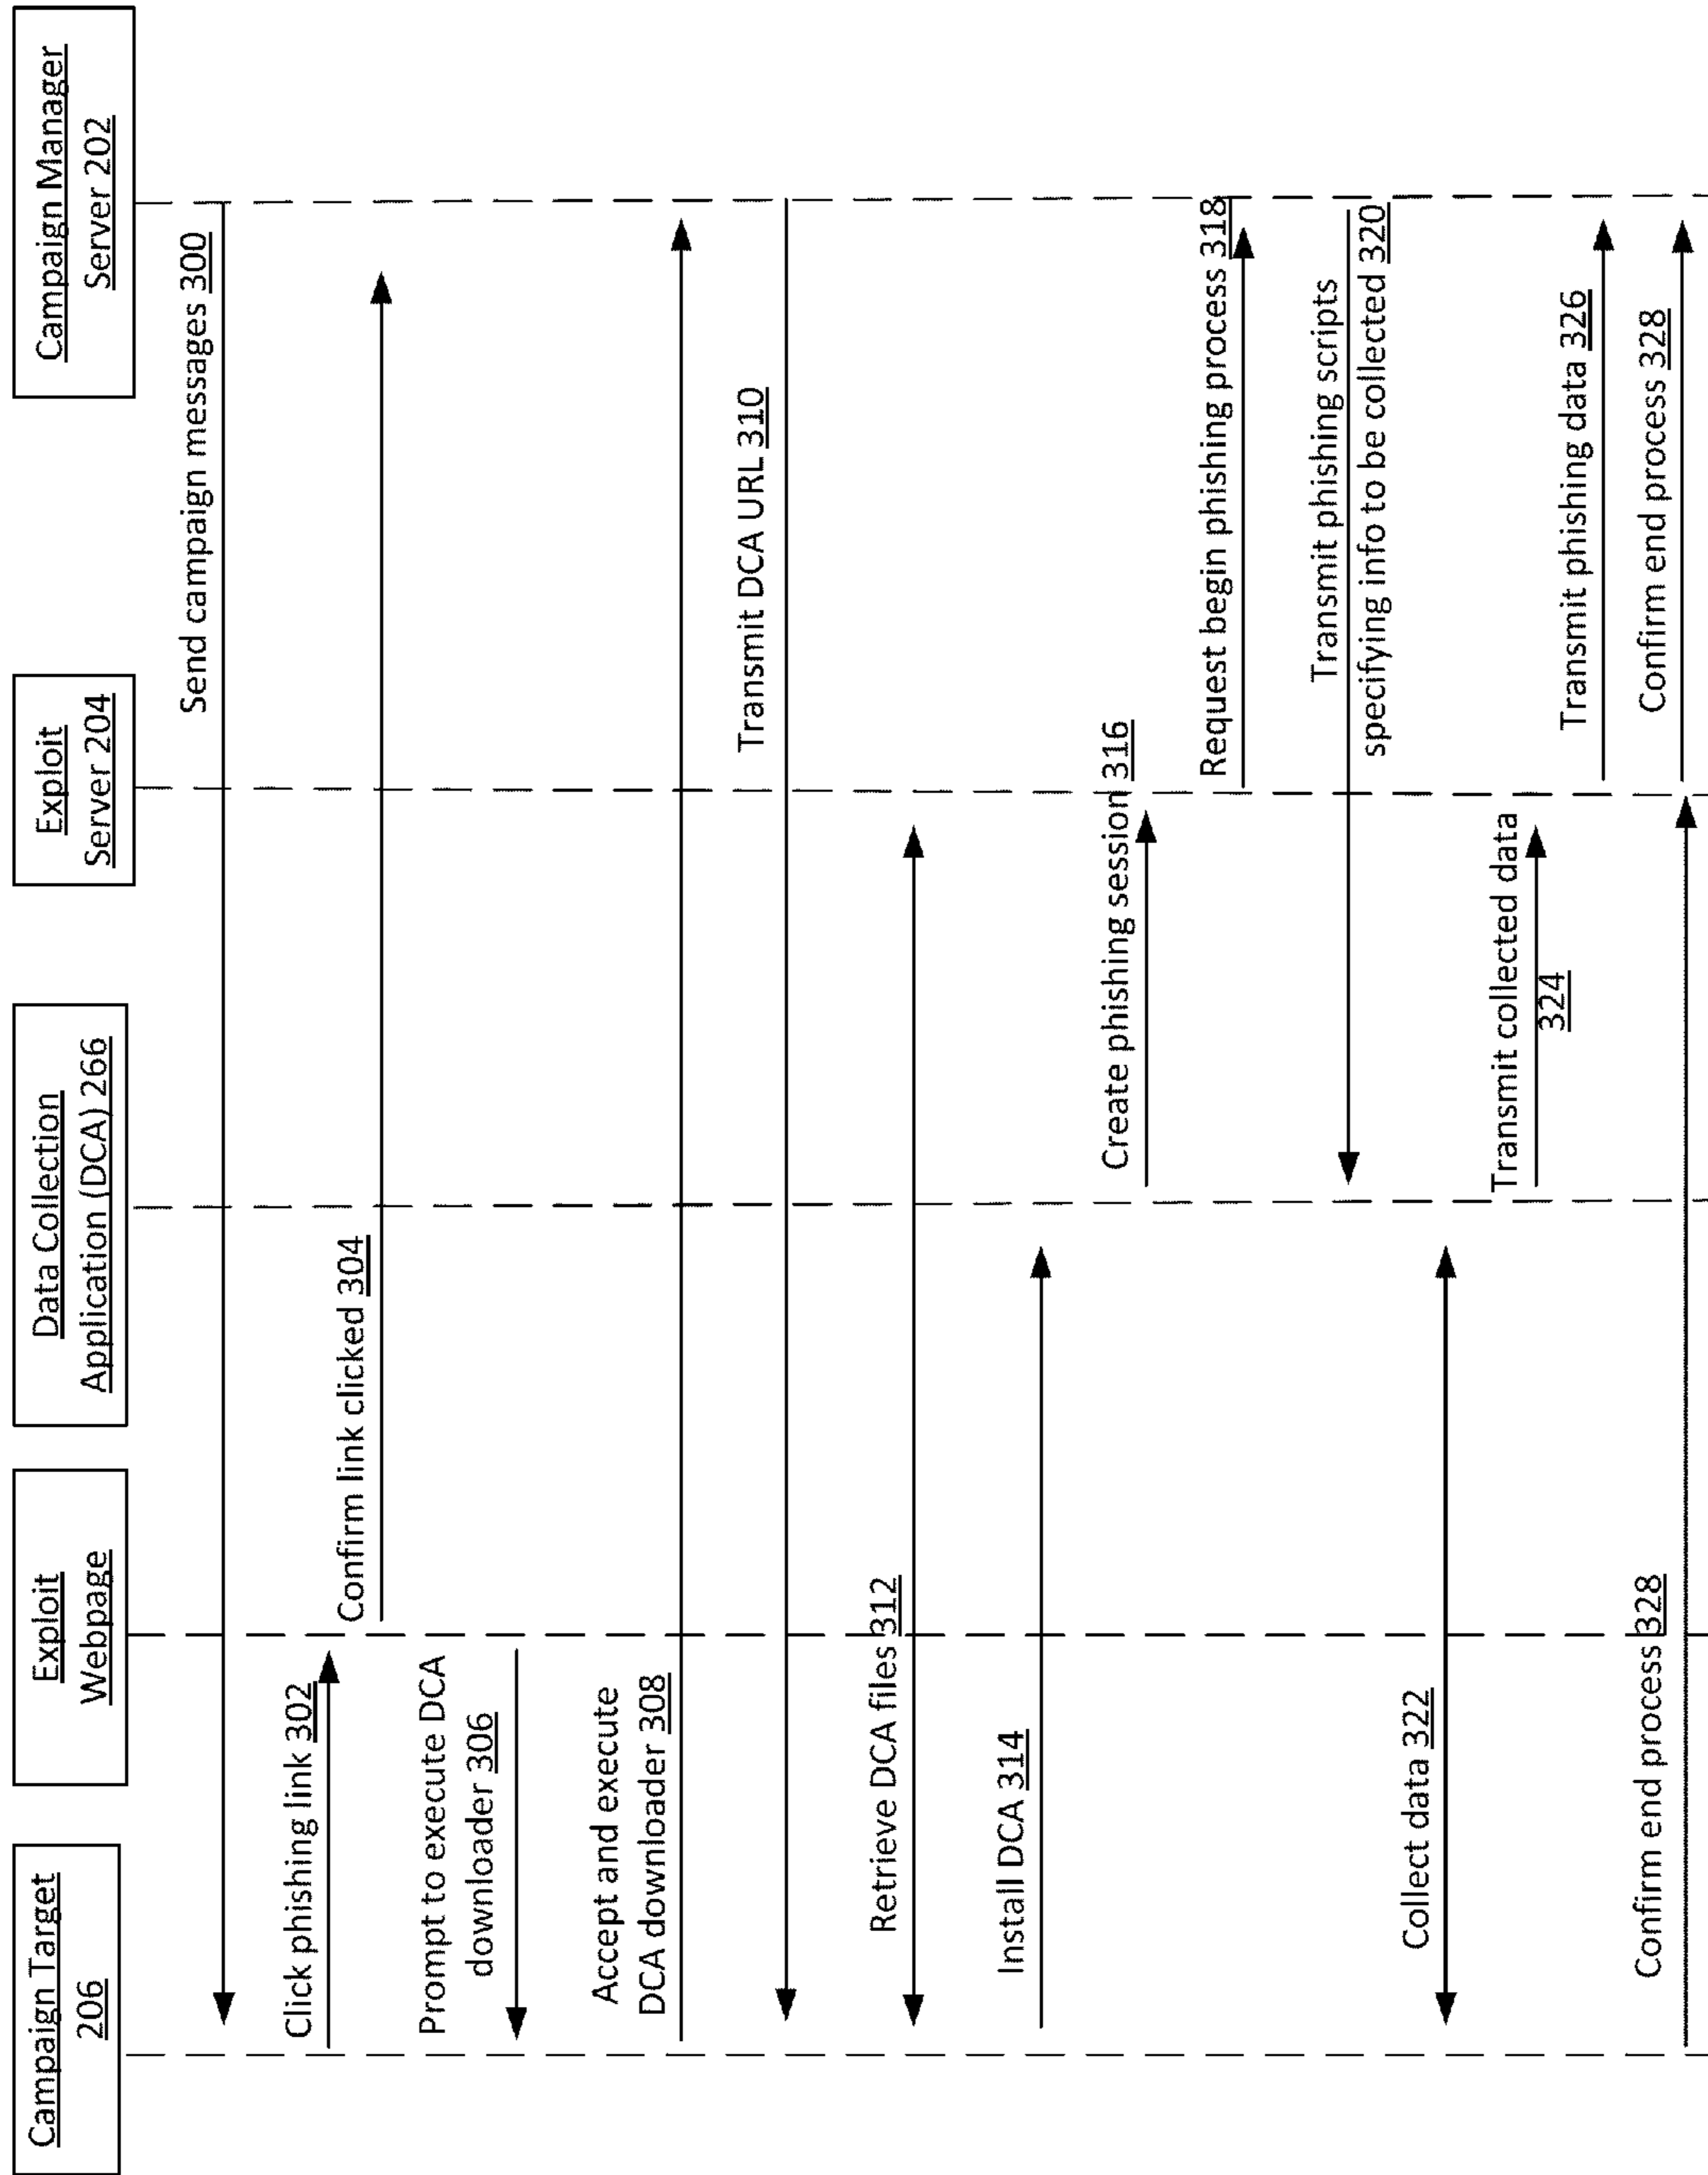 Campaign Target
206
Exploit
Webpage
Data Collection
Application (DCA) 266
Exploit
Server 204
Campaign Manager
Server 202
Send campaign messages 300
Click phishing link 302
Confirm link clicked 304
Prompt to execute DCA
downloader 306
Accept and execute
DCA downloader 308
Transmit DCA URL 310
Retrieve DCA files 312
Install DCA 314
Create phishing session 316
Request begin phishing process 318
Transmit phishing scripts
specifying info to be collected 320
Collect data 322
Transmit collected data
324
Transmit phishing data 326
Confirm end process 328
Confirm end process 328